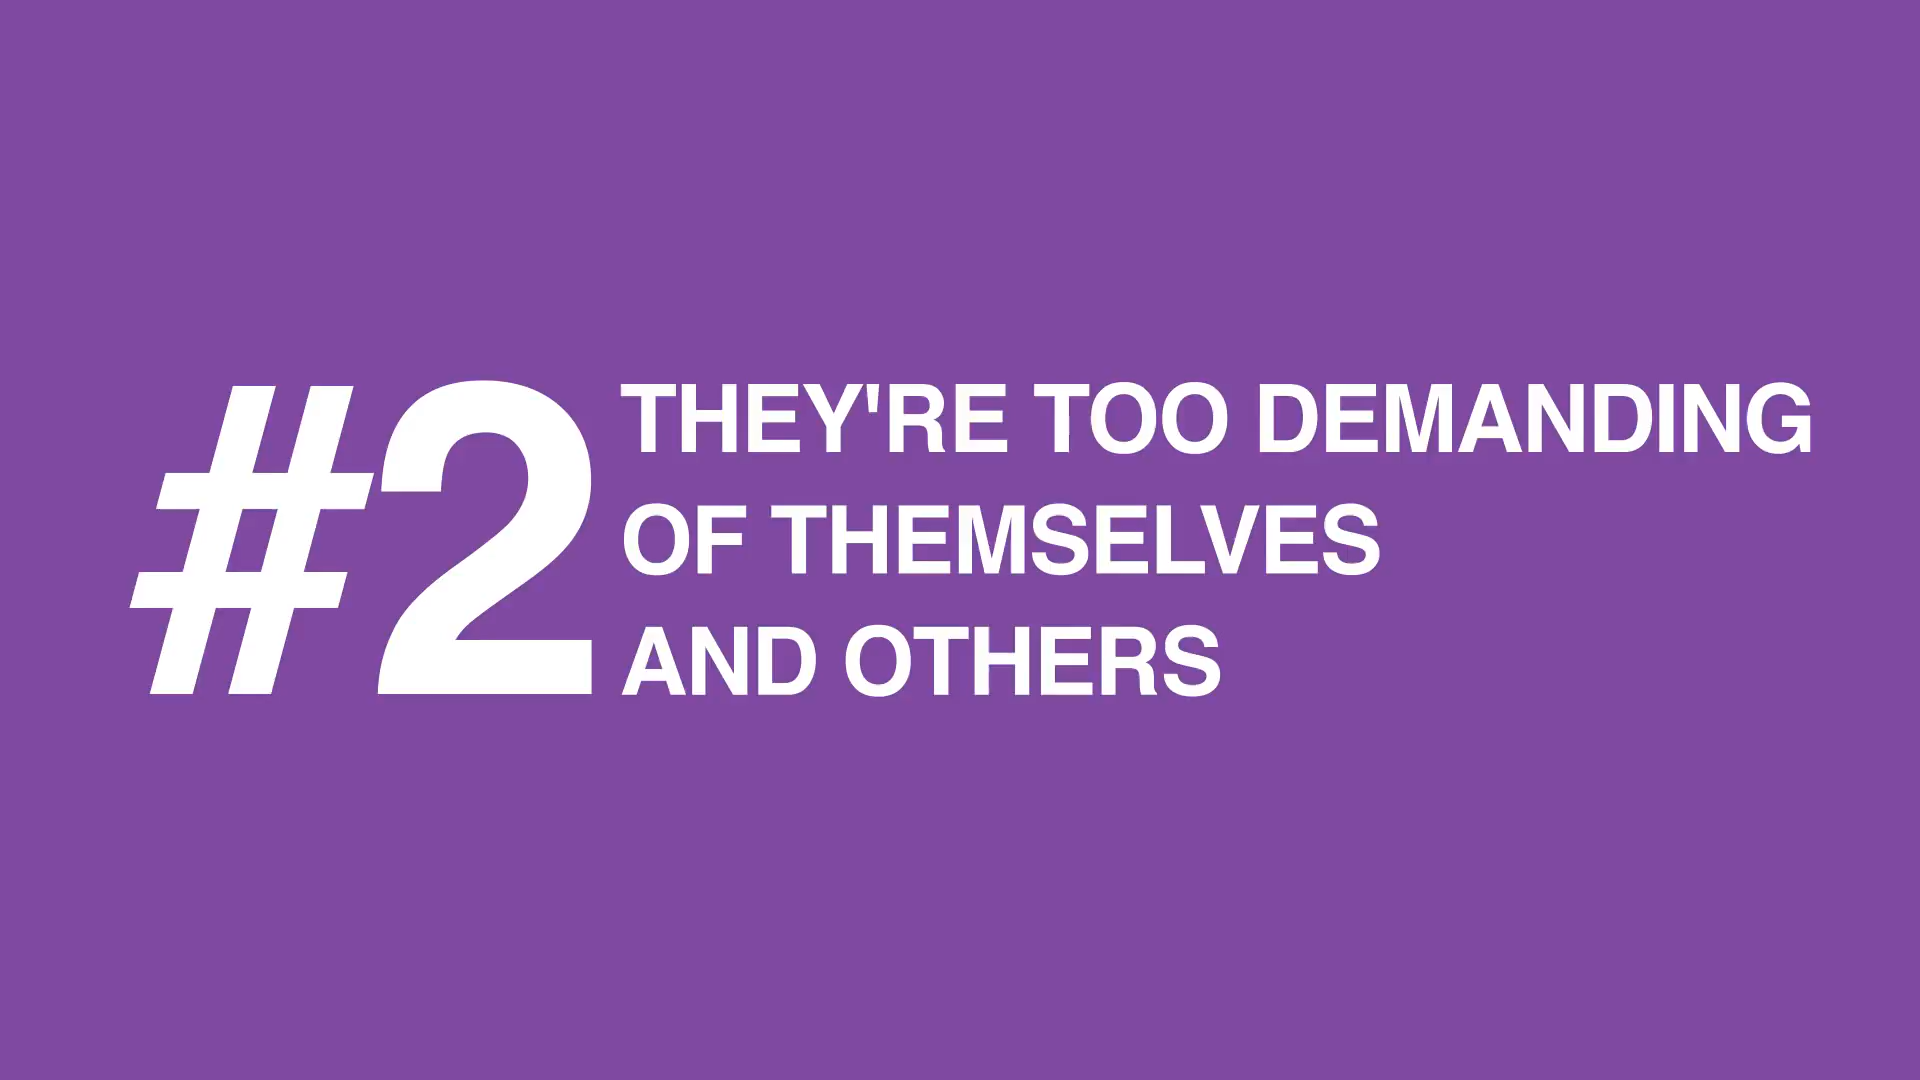 #2
THEY'RE TOO DEMANDING
OF THEMSELVES
AND OTHERS